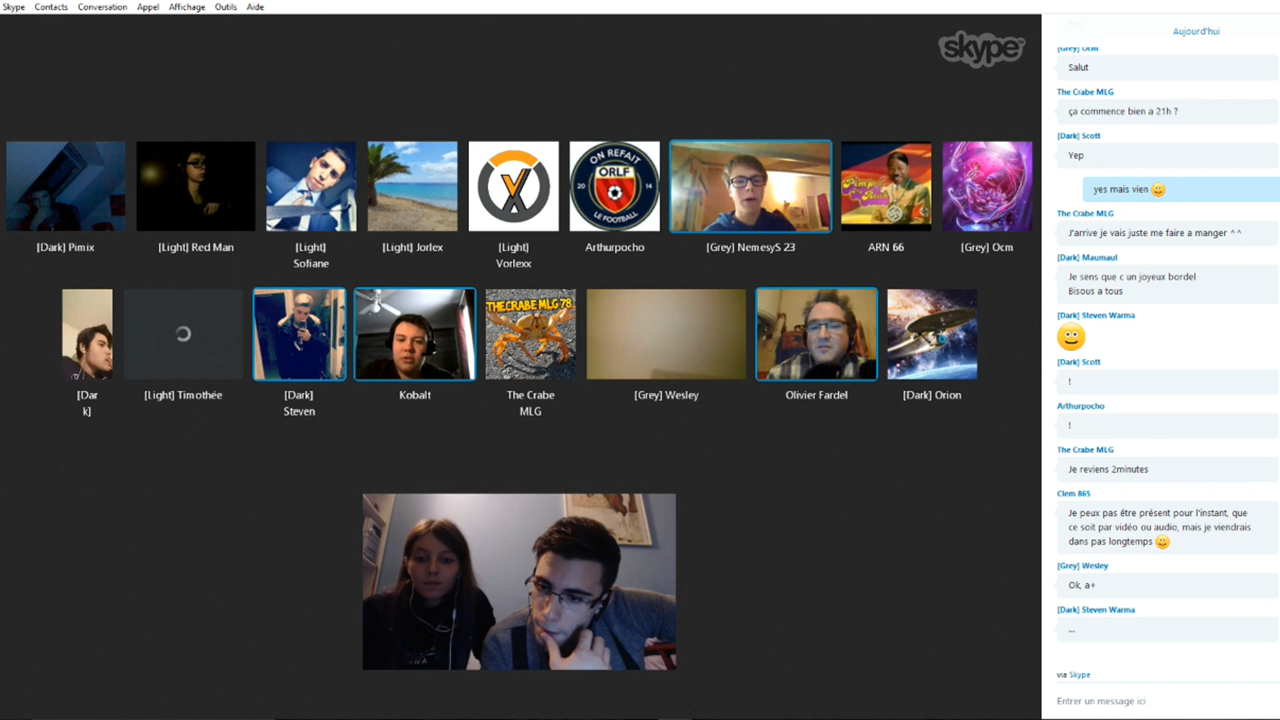 Skype Contacts Conversation Appel Affichage Outils Aide
skype
Aujourd'hui
[Grey] Ocm
Salut
The Crabe MLG
ça commence bien a 21h ?
[Dark] Scott
Yep
yes mais vien
The Crabe MLG
J'arrive je vais juste me faire a manger ^^
[Dark] Maumaul
Je sens que c un joyeux bordel
Bisous a tous
[Dark] Steven Warma
[Dark] Scott
!
Arthurpocho
!
The Crabe MLG
Je reviens 2minutes
Clem 865
Je peux pas être présent pour l'instant, que
ce soit par vidéo ou audio, mais je viendrais
dans pas longtemps
[Grey] Wesley
Ok, a+
[Dark] Steven Warma
...
via Skype
Entrer un message ici
ON REFAIT
ORLF
20 14
LE FOOTBALL
[Dark] Pimix
[Light] Red Man
[Light]
Sofiane
[Light] Jorlex
[Light]
Vorlexx
Arthurpocho
[Grey] NemesyS 23
ARN 66
[Grey] Ocm
THE CRABE MLG 78
[Dar
k]
[Light] Timothée
[Dark]
Steven
Kobalt
The Crabe
MLG
[Grey] Wesley
Olivier Fardel
[Dark] Orion